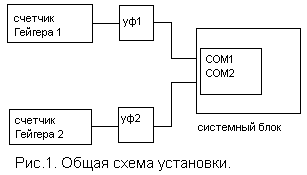 счетчик
Гейгера 1
уф1
COM1
COM2
счетчик
Гейгера 2
уф2
системный блок
Рис.1. Общая схема установки.